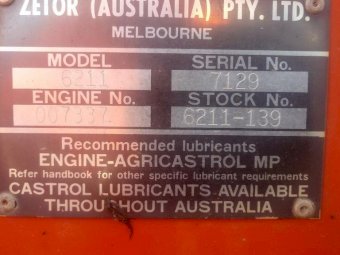 ZETOR (AUSTRALIA) PTY. LTD.
MELBOURNE
MODEL SERIAL No.
6211 7129
ENGINE No. STOCK No.
6211-139
Recommended lubricants
ENGINE-AGRICASTROL MP
Refer handbook for other specific lubricant requirements
CASTROL LUBRICANTS AVAILABLE
THROUGHOUT AUSTRALIA